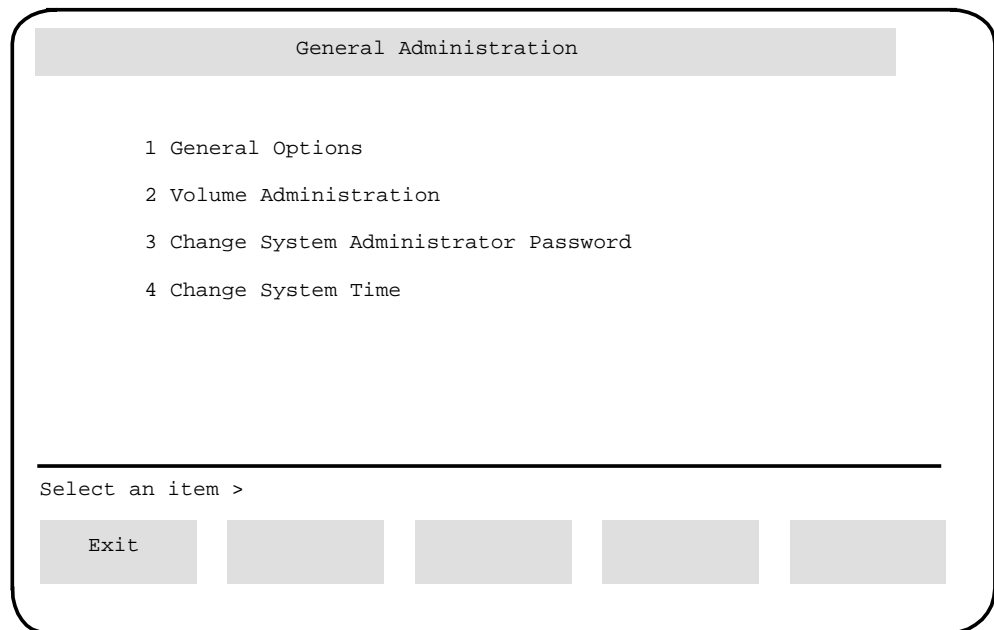 General Administration
1 General Options
2 Volume Administration
3 Change System Administrator Password
4 Change System Time
Select an item >
Exit